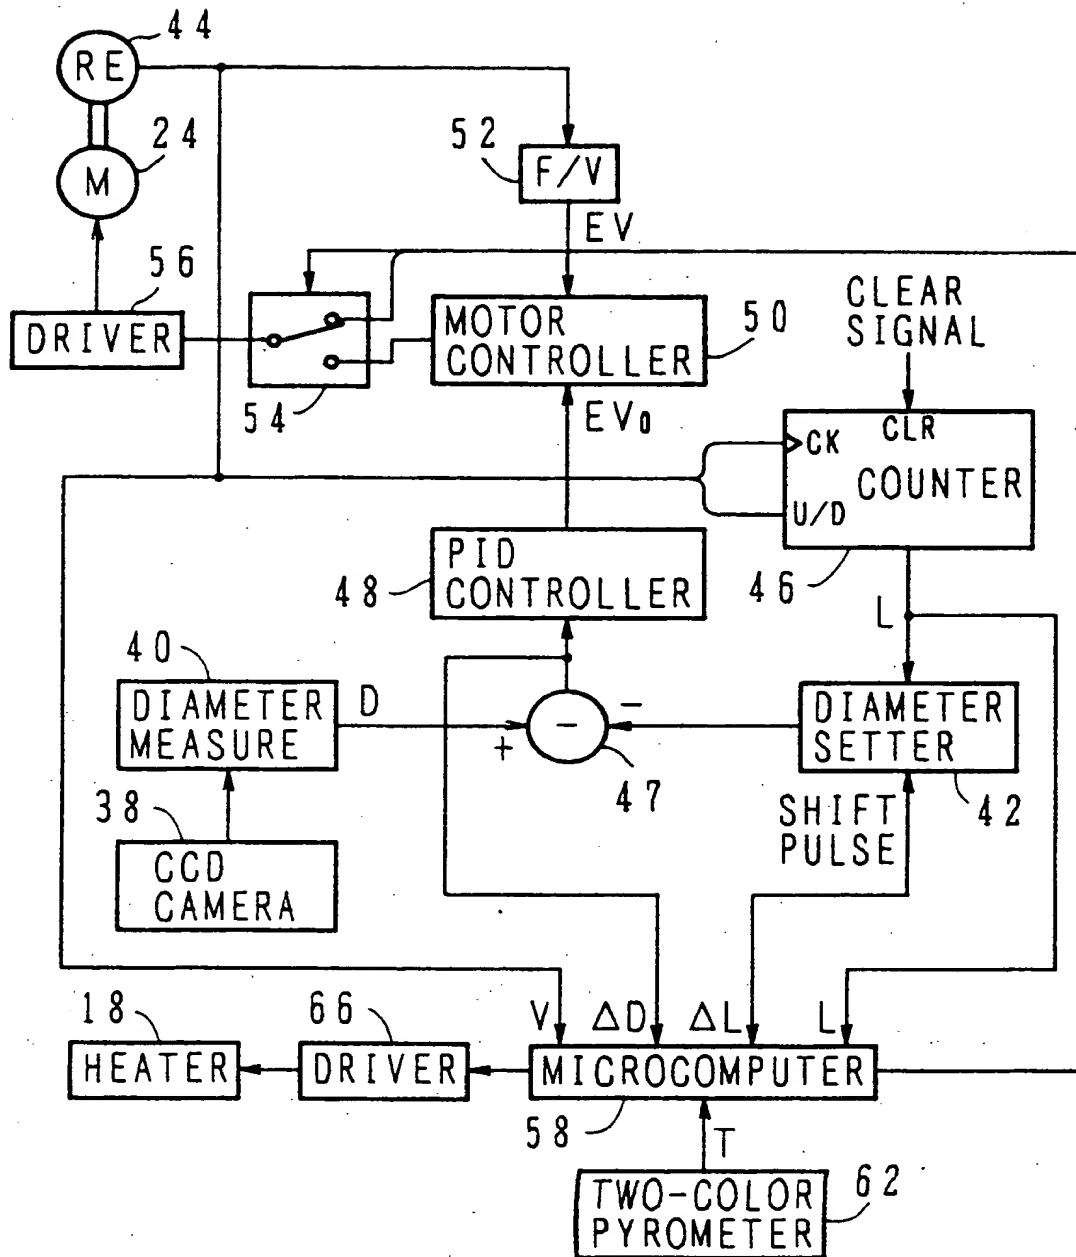 44
RE
24
M
52
F/V
EV
56
DRIVER
54
MOTOR
CONTROLLER
50
EV0
CLEAR
SIGNAL
CLR
CK
COUNTER
U/D
46
PID
CONTROLLER
48
L
40
DIAMETER
MEASURE
D
+
-
-
47
DIAMETER
SETTER
42
38
CCD
CAMERA
SHIFT
PULSE
V
ΔD
ΔL
L
18
HEATER
66
DRIVER
MICROCOMPUTER
58
T
TWO-COLOR
PYROMETER
62